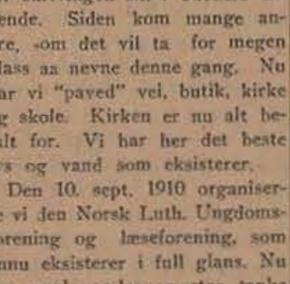 ende. Siden kom mange an-
re, som det vil ta for megen
lass aa nevne denne gang. Nu
ar vi "paved" vei, butik, kirke
g skole. Kirken er nu alt be-
alt for. Vi har her det beste
s og vand som eksisterer.
Den 10. sept. 1910 organiser-
e vi den Norsk Luth. Ungdoms-
orening og læseforening, som
nnu eksisterer i full glans. Nu